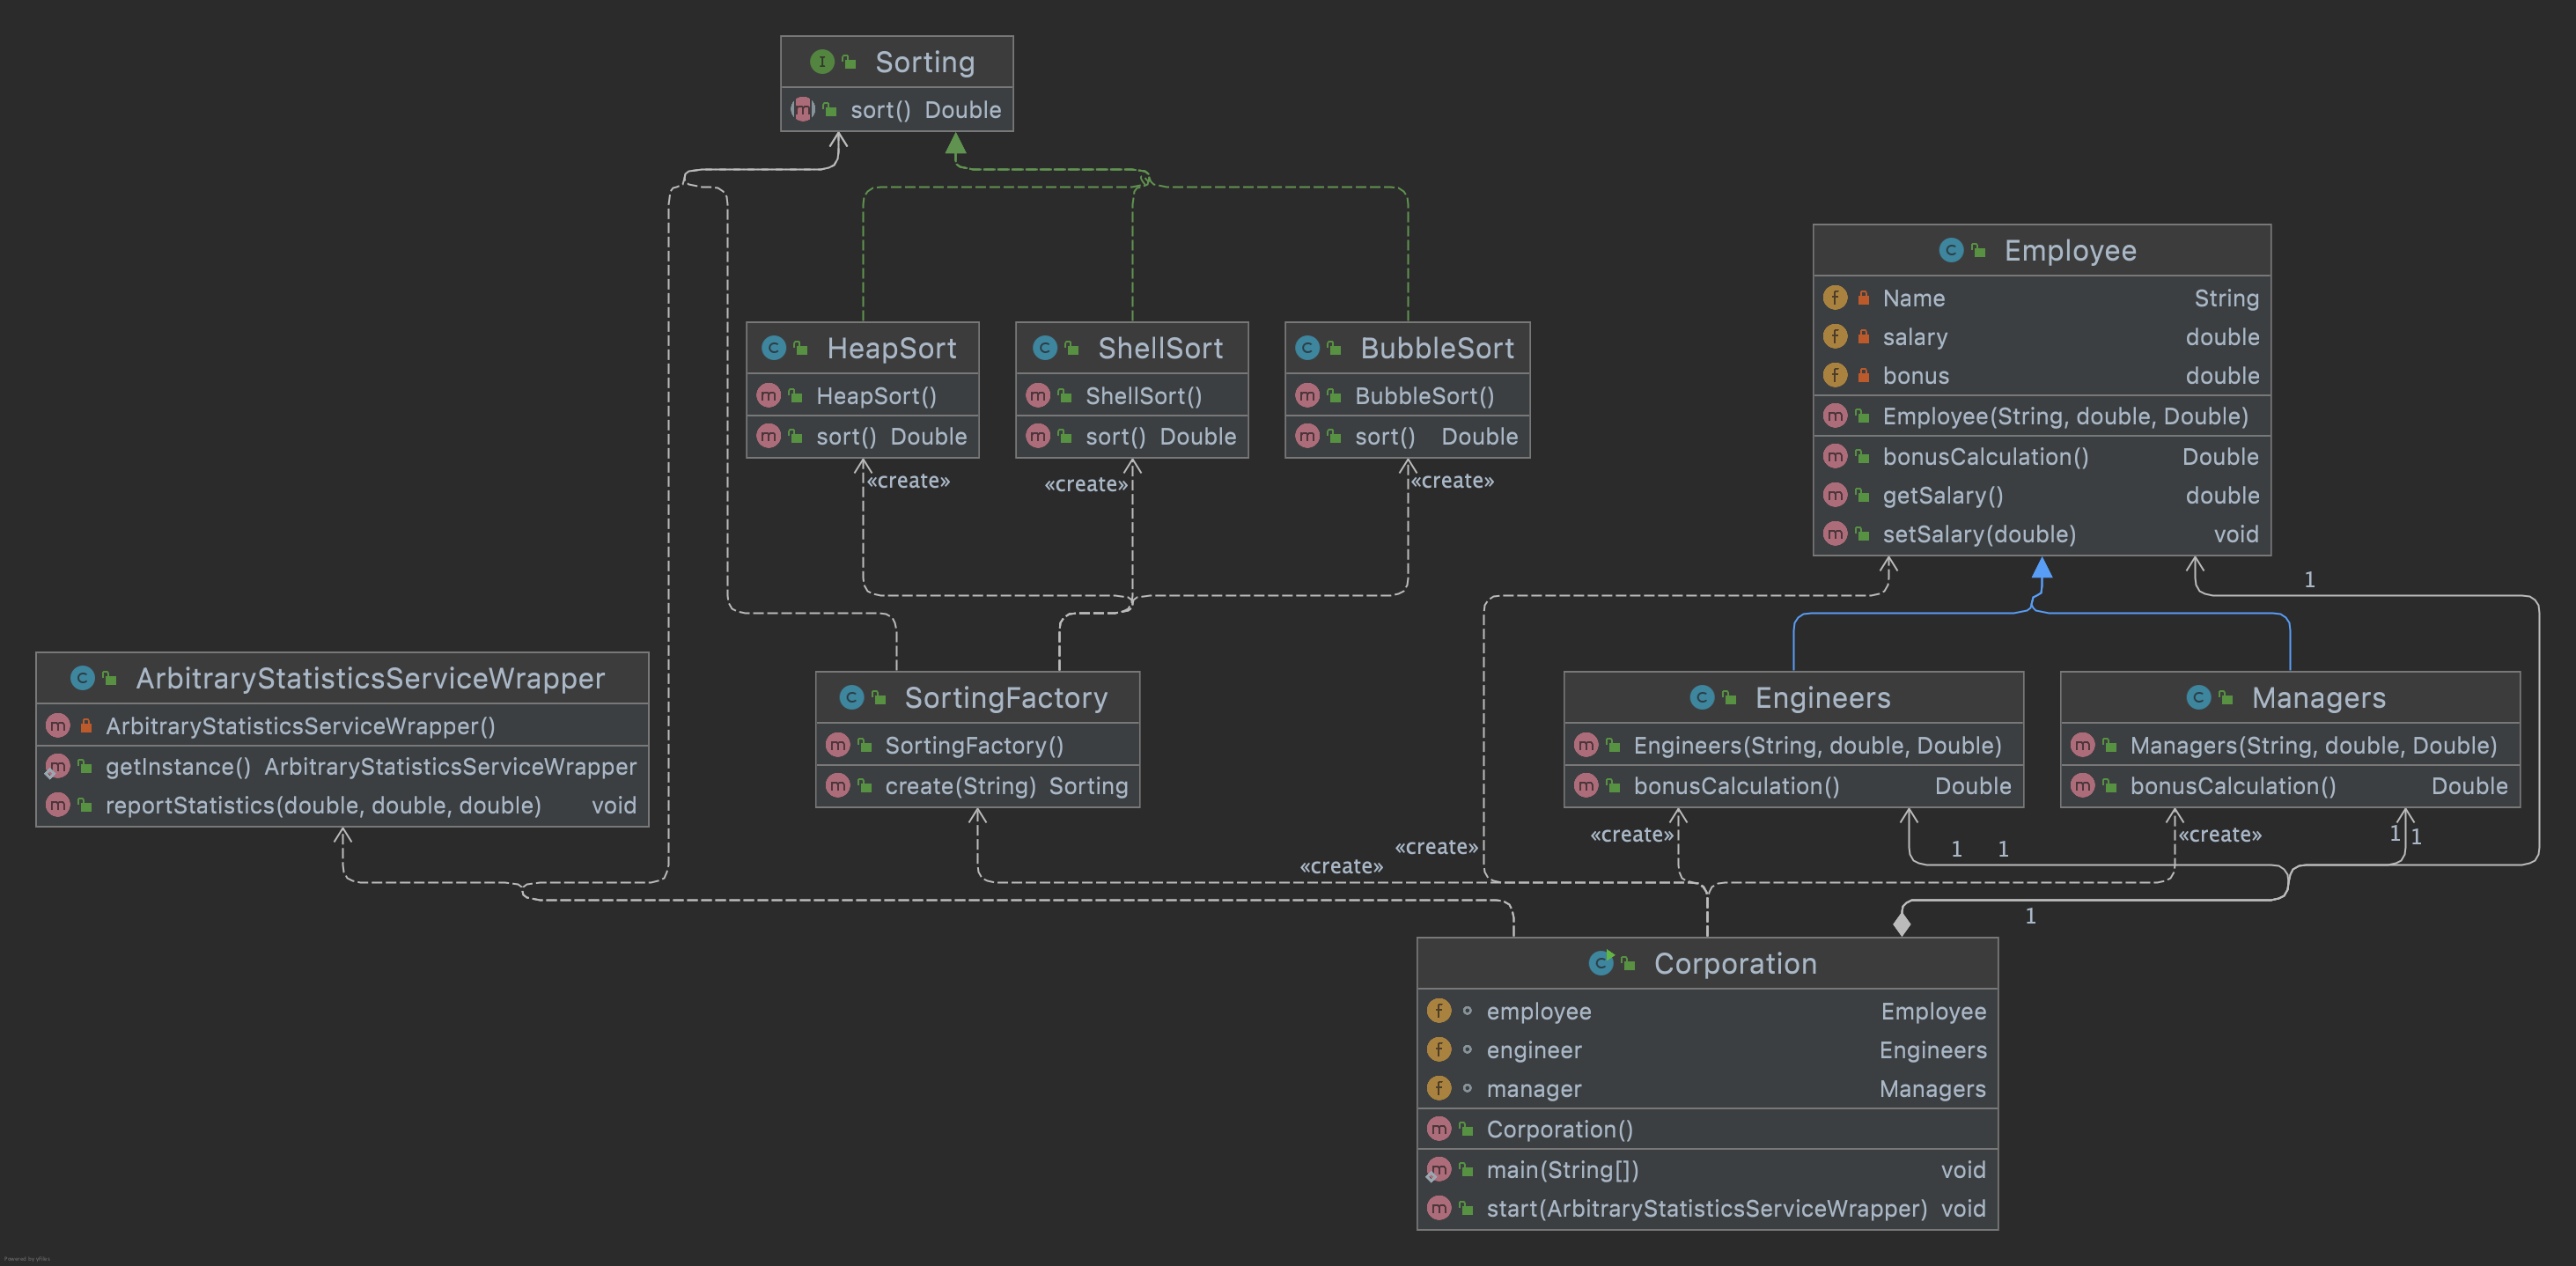 Sorting
sort() Double
HeapSort
HeapSort()
sort() Double
ShellSort
ShellSort()
sort() Double
BubbleSort
BubbleSort()
sort() Double
Employee
Name String
salary double
bonus double
Employee(String, double, Double)
bonusCalculation() Double
getSalary() double
setSalary(double) void
«create»
«create»
«create»
1
ArbitraryStatisticsServiceWrapper
ArbitraryStatisticsServiceWrapper()
getInstance() ArbitraryStatisticsServiceWrapper
reportStatistics(double, double, double) void
SortingFactory
SortingFactory()
create(String) Sorting
Engineers
Engineers(String, double, Double)
bonusCalculation() Double
Managers
Managers(String, double, Double)
bonusCalculation() Double
«create»
«create»
«create»
1 1
«create»
1 1
1
Corporation
employee Employee
engineer Engineers
manager Managers
Corporation()
main(String[]) void
start(ArbitraryStatisticsServiceWrapper) void
Powered by yFiles